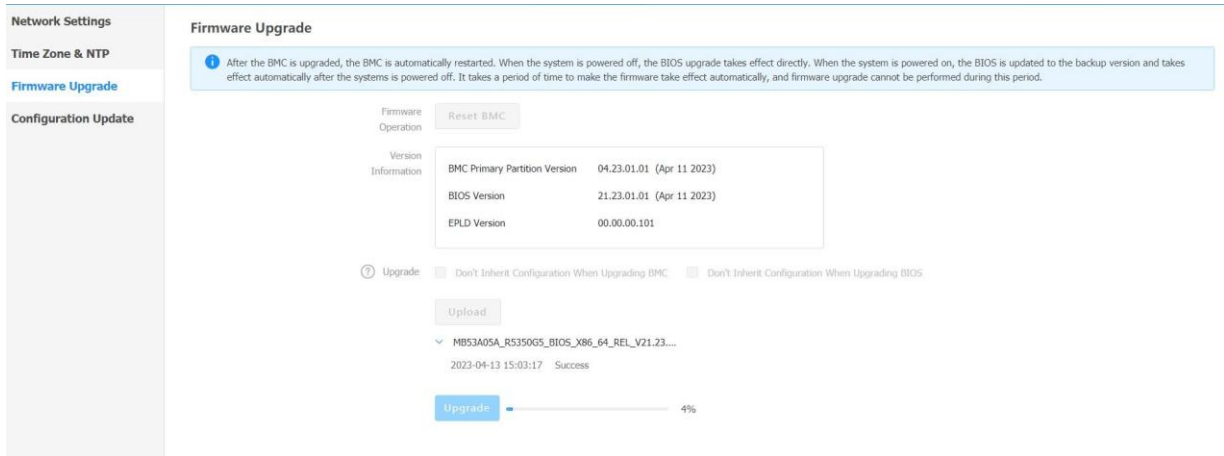 Network Settings
Time Zone & NTP
Firmware Upgrade
Configuration Update
Firmware Upgrade
After the BMC is upgraded, the BMC is automatically restarted. When the system is powered off, the BIOS upgrade takes effect directly. When the system is powered on, the BIOS is updated to the backup version and takes
effect automatically after the systems is powered off. It takes a period of time to make the firmware take effect automatically, and firmware upgrade cannot be performed during this period.
Firmware
Operation
Reset BMC
Version
Information
BMC Primary Partition Version 04.23.01.01 (Apr 11 2023)
BIOS Version 21.23.01.01 (Apr 11 2023)
EPLD Version 00.00.00.101
? Upgrade Don't Inherit Configuration When Upgrading BMC Don't Inherit Configuration When Upgrading BIOS
Upload
MB53A05A_R5350G5_BIOS_X86_64_REL_V21.23....
2023-04-13 15:03:17 Success
Upgrade 4%